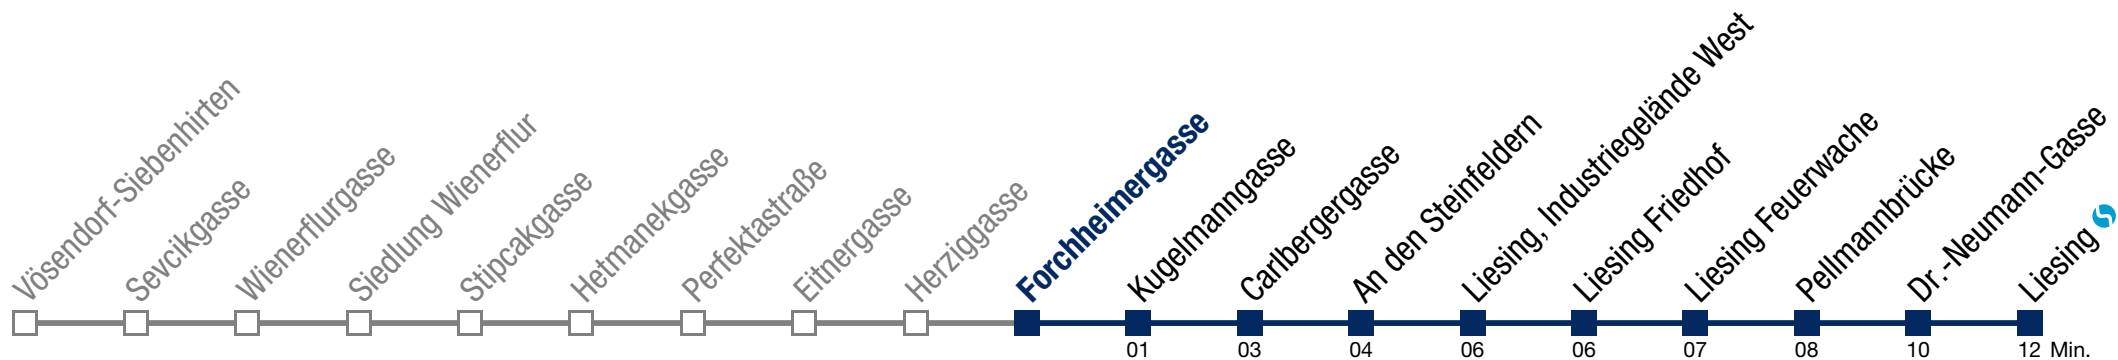 Vösendorf-Siebenhirten
Sevcikgasse
Wienerflurgasse
Siedlung Wienerflur
Stipcakgasse
Hetmanekgasse
Perfektastraße
Eitnergasse
Herziggasse
Forchheimergasse
Kugelmanngasse
Carlbergergasse
An den Steinfeldern
Liesing, Industriegelände West
Liesing Friedhof
Liesing Feuerwache
Pellmannbrücke
Dr.-Neumann-Gasse
Liesing
01 03 04 06 06 07 08 10 12 Min.